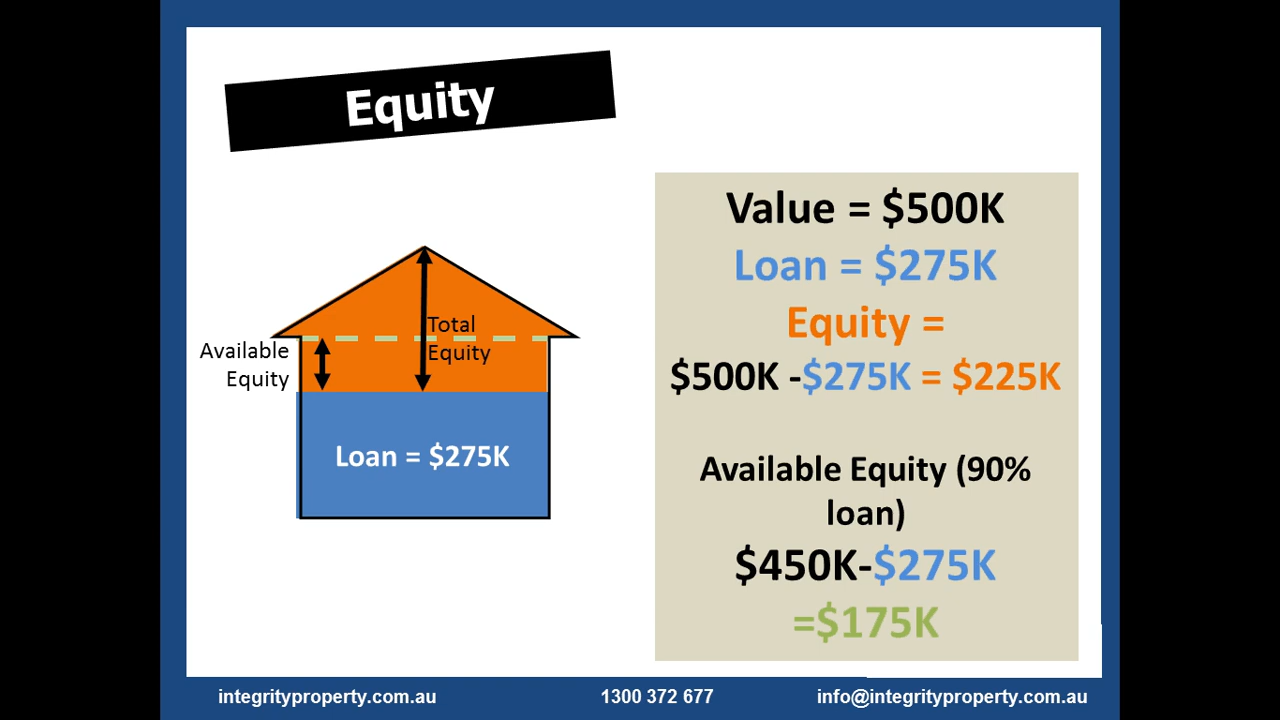 Equity
Total
Equity
Available
Equity
Loan = $275K
Value = $500K
Loan = $275K
Equity =
$500K -$275K = $225K
Available Equity (90%
loan)
$450K-$275K
=$175K
integrityproperty.com.au
1300 372 677
info@integrityproperty.com.au